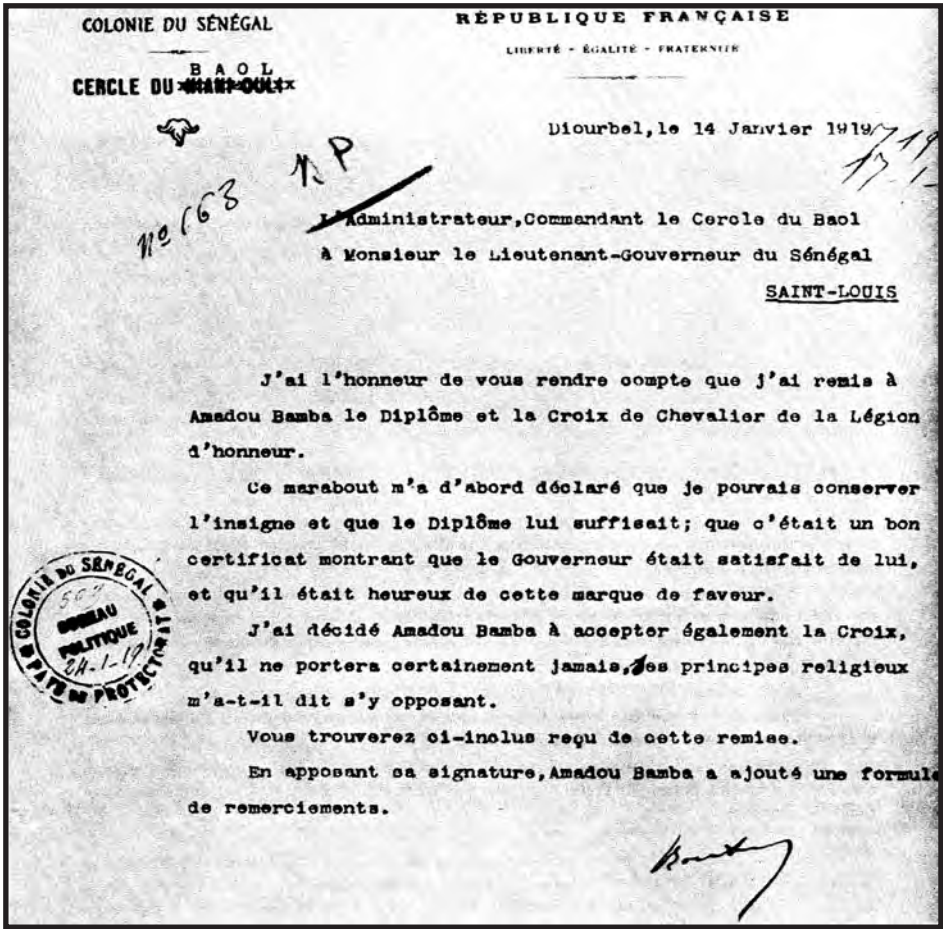 COLONIE DU SÉNÉGAL
RÉPUBLIQUE FRANÇAISE
LIBERTÉ - ÉGALITÉ - FRATERNITÉ
BAOL
CERCLE DU
Diourbel,le 14 Janvier 1919
No 163 NP
L'Administrateur,Commandant le Cercle du Baol
à Monsieur le Lieutenant-Gouverneur du Sénégal
SAINT-LOUIS
J'ai l'honneur de vous rendre compte que j'ai remis à
Amadou Bamba le Diplôme et la Croix de Chevalier de la Légion
d'honneur.
Ce marabout m'a d'abord déclaré que je pouvais conserver
l'insigne et que le Diplôme lui suffisait; que c'était un bon
certificat montrant que le Gouverneur était satisfait de lui,
et qu'il était heureux de cette marque de faveur.
J'ai décidé Amadou Bamba à accepter également la Croix,
qu'il ne portera certainement jamais, ses principes religieux
m'a-t-il dit s'y opposant.
Vous trouverez ci-inclus reçu de cette remise.
En apposant sa signature,Amadou Bamba a ajouté une formule
de remerciements.
COLONIE DU SÉNÉGAL
BUREAU
POLITIQUE
24-1-19
PAYS DE PROTECTORAT